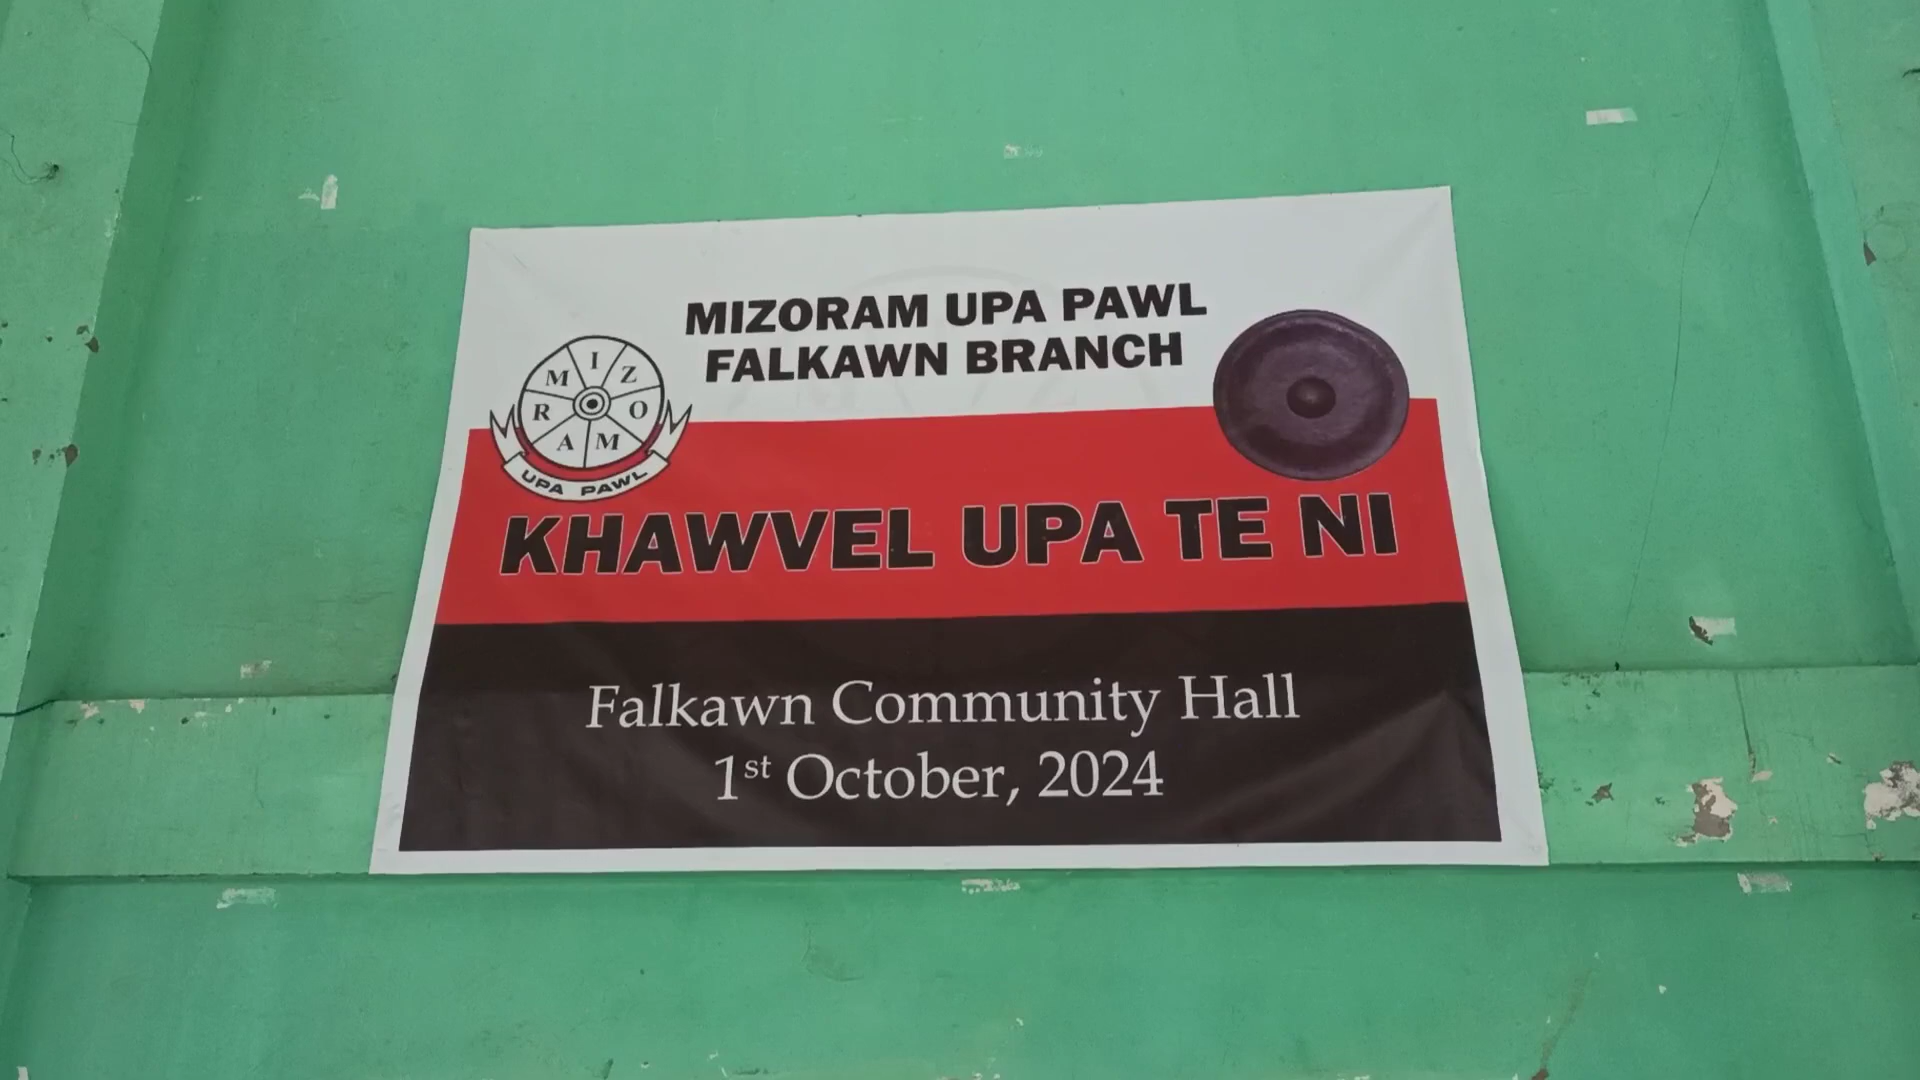 MIZORAM UPA PAWL
FALKAWN BRANCH
MIZORAM
UPA PAWL
KHAWVEL UPA TE NI
Falkawn Community Hall
1st October, 2024